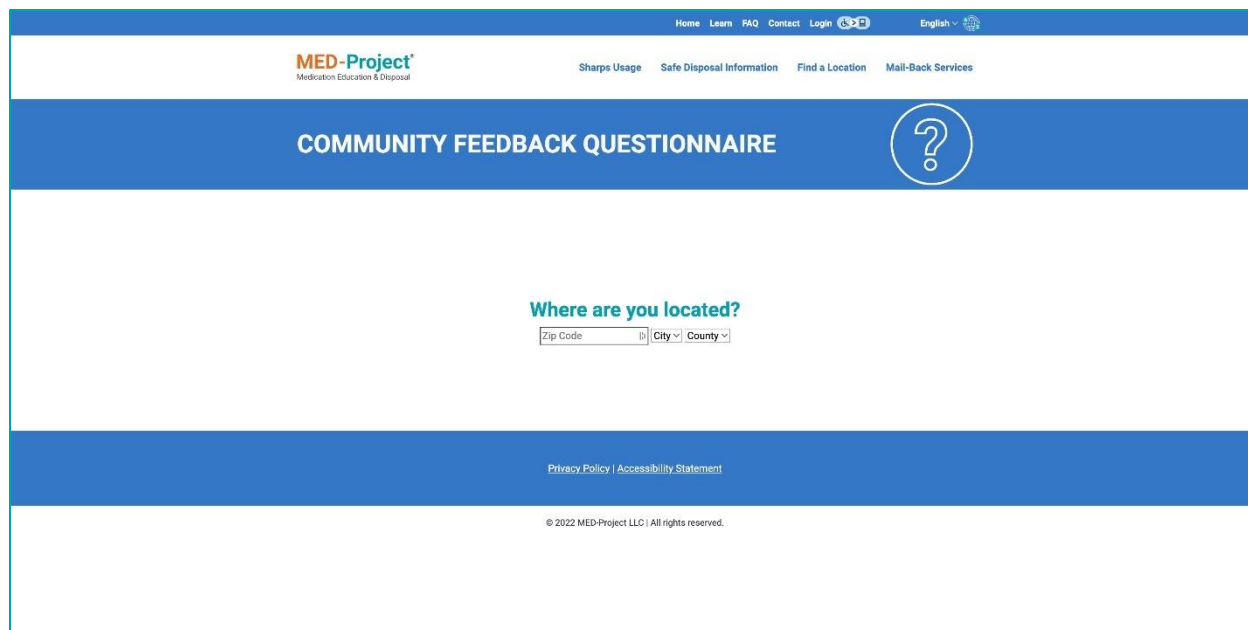 Home Learn FAQ Contact Login English
MED-Project®
Medication Education & Disposal
Sharps Usage Safe Disposal Information Find a Location Mail-Back Services
COMMUNITY FEEDBACK QUESTIONNAIRE
Where are you located?
Zip Code City County
Privacy Policy | Accessibility Statement
© 2022 MED-Project LLC | All rights reserved.